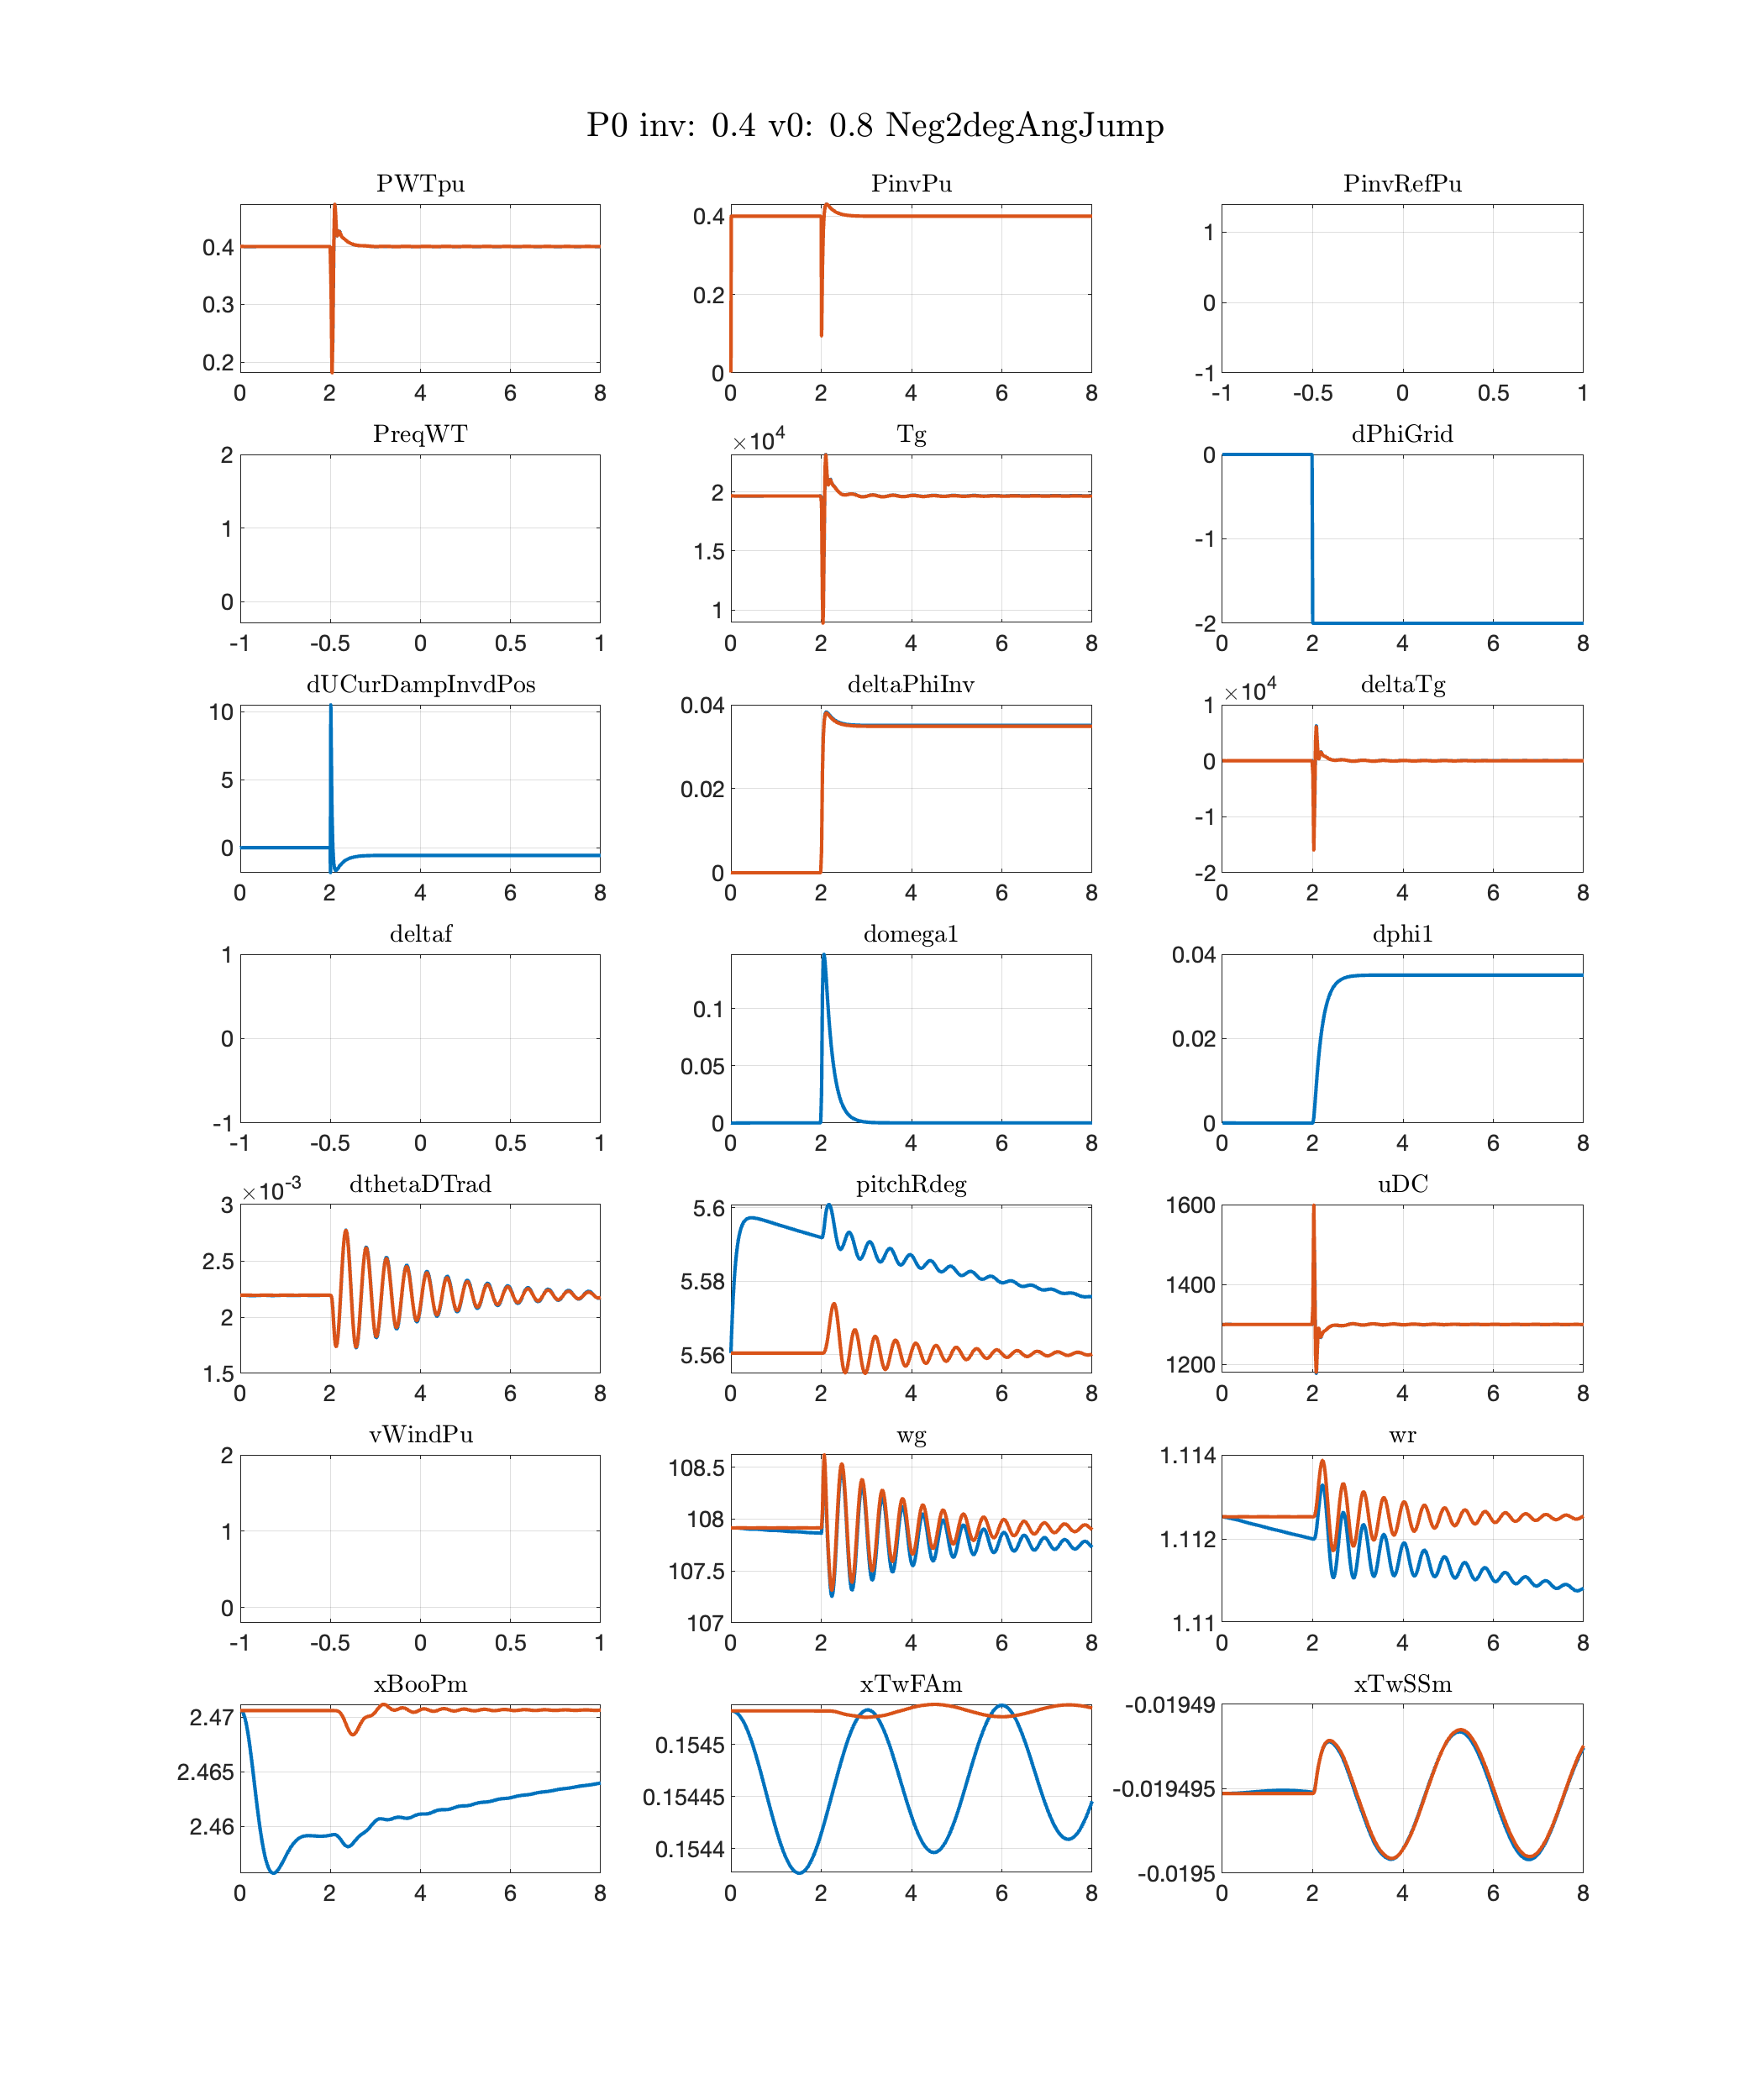 P0 inv: 0.4 v0: 0.8 Neg2degAngJump
PWTpu PinvPu PinvRefPu
0.4 0.3 0.2
0 2 4 6 8
0.4 0.2 0
0 2 4 6 8
1 0 -1
-1 -0.5 0 0.5 1
PreqWT Tg dPhiGrid
2 1 0
-1 -0.5 0 0.5 1
×10⁴
2 1.5 1
0 2 4 6 8
0 -1 -2
0 2 4 6 8
dUCurDampInvdPos deltaPhiInv deltaTg
10 5 0
0 2 4 6 8
0.04 0.02 0
0 2 4 6 8
×10⁴
1 0 -1 -2
0 2 4 6 8
deltaf domega1 dphi1
1 0 -1
-1 -0.5 0 0.5 1
0.1 0.05 0
0 2 4 6 8
0.04 0.02 0
0 2 4 6 8
dthetaDTrad pitchRdeg uDC
×10⁻³
3 2.5 2 1.5
0 2 4 6 8
5.6 5.58 5.56
0 2 4 6 8
1600 1400 1200
0 2 4 6 8
vWindPu wg wr
2 1 0
-1 -0.5 0 0.5 1
108.5 108 107.5 107
0 2 4 6 8
1.114 1.112 1.11
0 2 4 6 8
xBooPm xTwFAm xTwSSm
2.47 2.465 2.46
0 2 4 6 8
0.1545 0.15445 0.1544
0 2 4 6 8
-0.01949 -0.019495 -0.0195
0 2 4 6 8